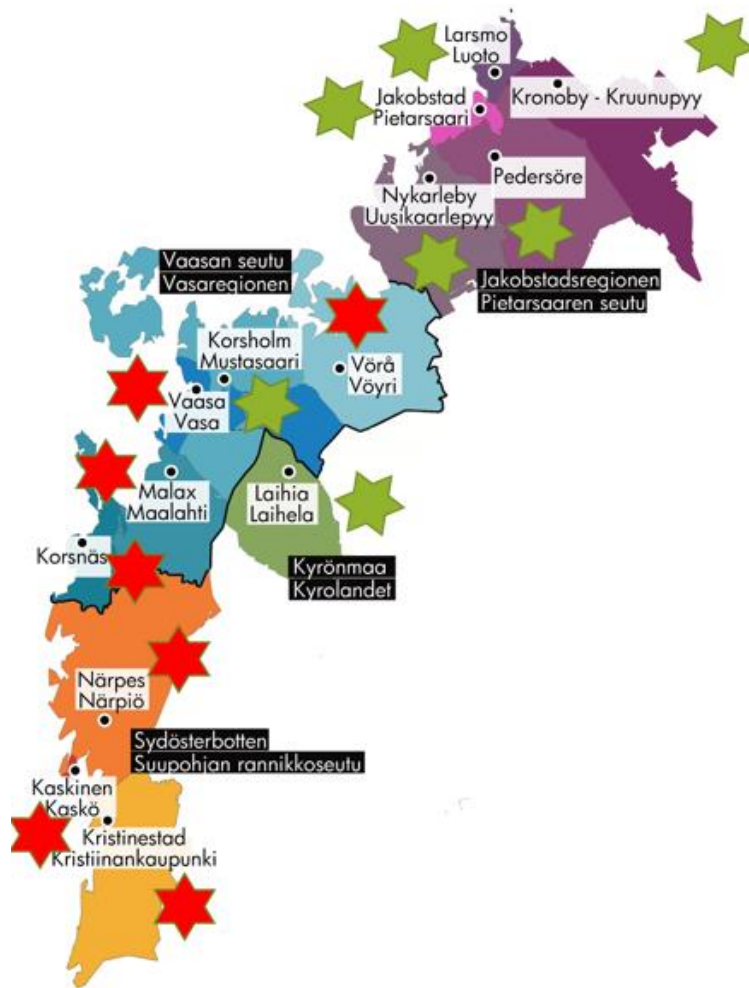 Larsmo
Luoto
Jakobstad
Pietarsaari
Kronoby - Kruunupyy
Pedersöre
Nykarleby
Uusikaarlepyy
Jakobstadsregionen
Pietarsaaren seutu
Vaasan seutu
Vasaregionen
Korsholm
Mustasaari
Vörå
Vöyri
Vaasa
Vasa
Malax
Maalahti
Laihia
Laihela
Korsnäs
Kyrönmaa
Kyrolandet
Närpes
Närpiö
Sydösterbotten
Suupohjan rannikkoseutu
Kaskinen
Kaskö
Kristinestad
Kristiinankaupunki